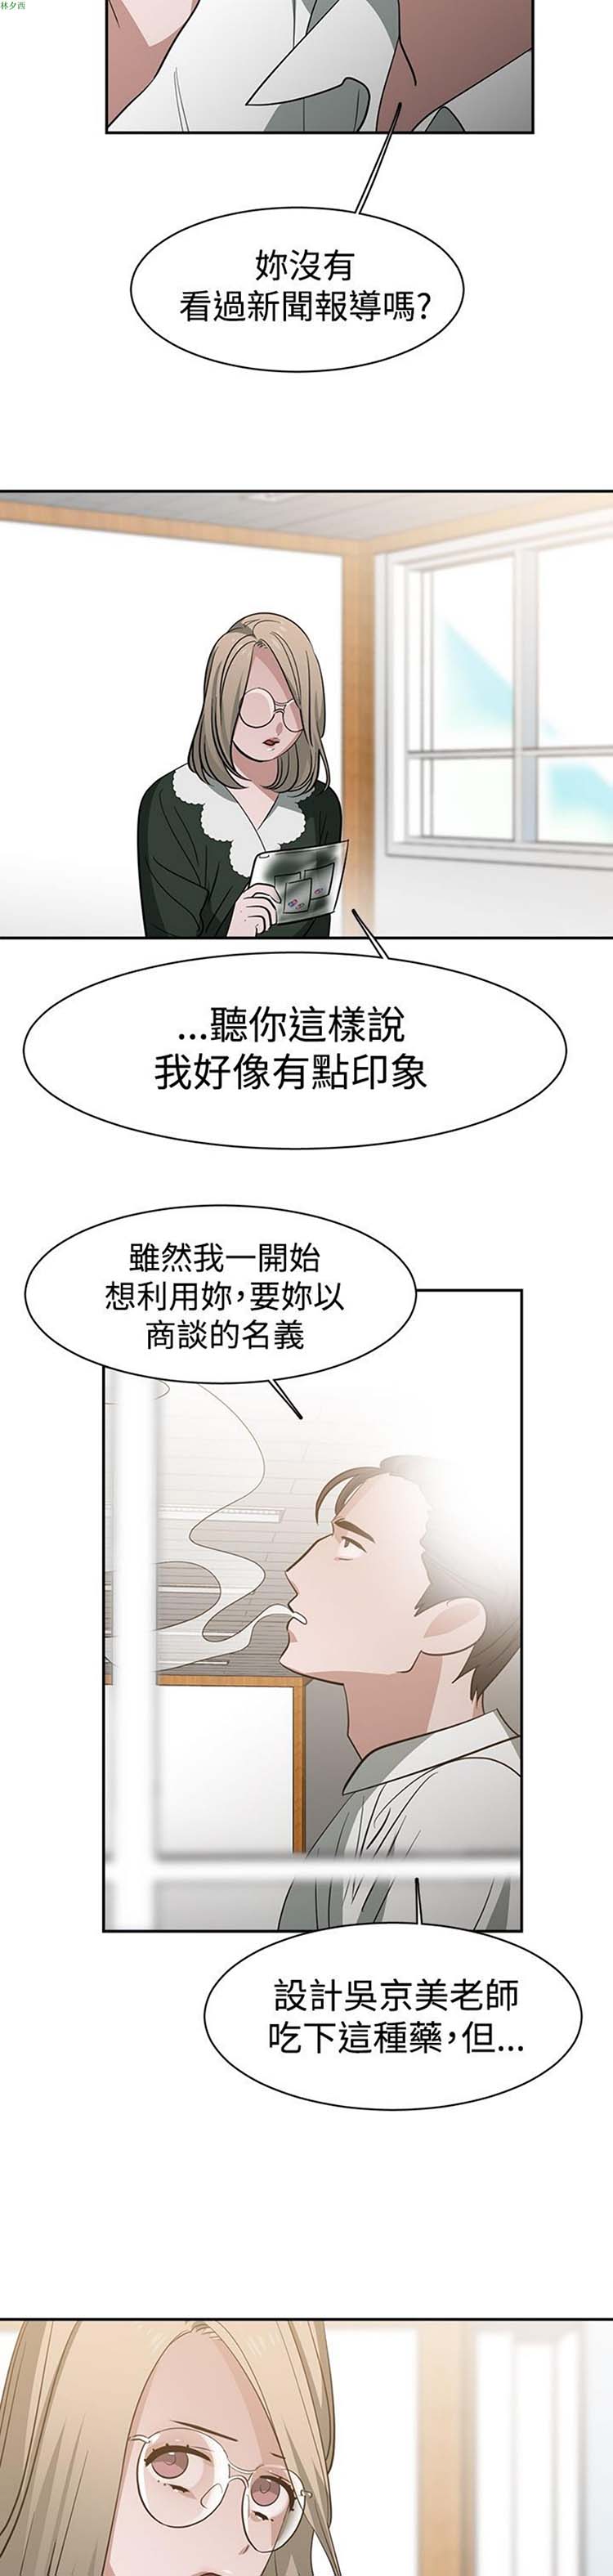 林夕西
妳沒有
看過新聞報導嗎?
...聽你這樣說
我好像有點印象
雖然我一開始
想利用妳,要妳以
商談的名義
設計吳京美老師
吃下這種藥,但...